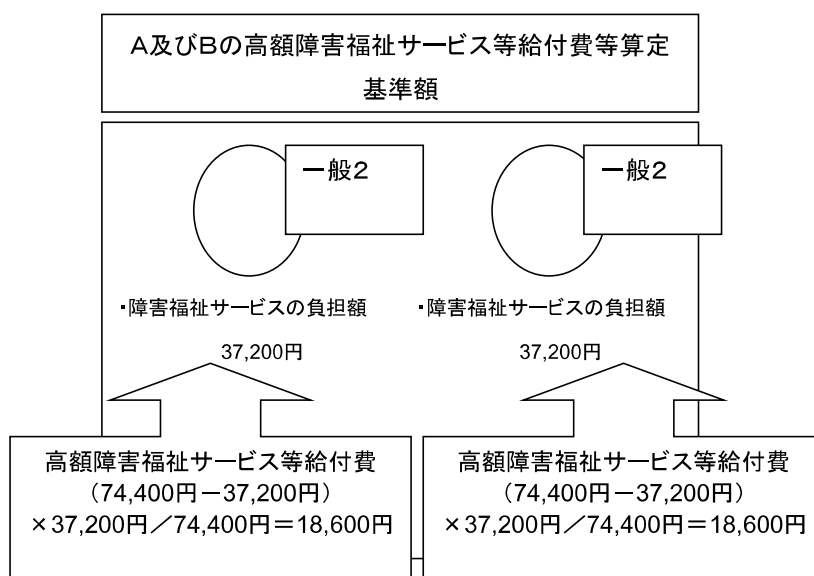 A及びBの高額障害福祉サービス等給付費等算定
基準額
一般2
一般2
・障害福祉サービスの負担額
37,200円
・障害福祉サービスの負担額
37,200円
高額障害福祉サービス等給付費
(74,400円-37,200円)
×37,200円/74,400円=18,600円
高額障害福祉サービス等給付費
(74,400円-37,200円)
×37,200円/74,400円=18,600円